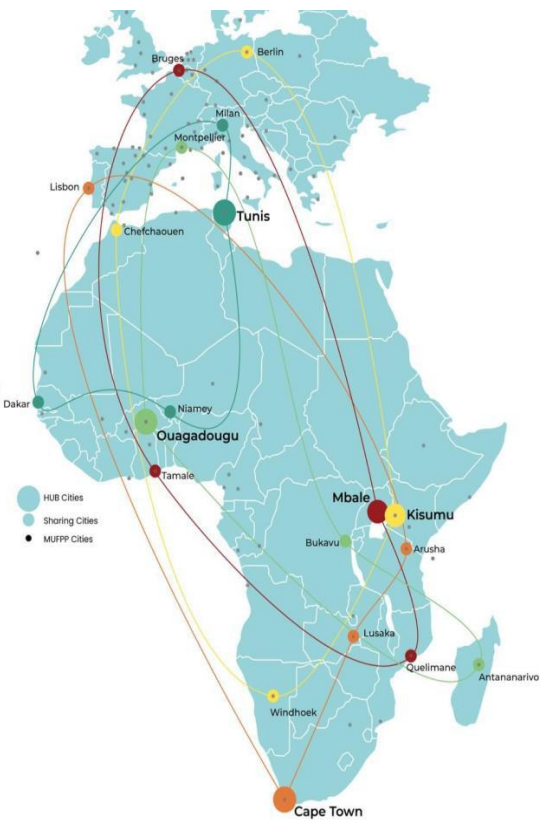 Bruges
Berlin
Milan
Montpellier
Lisbon
Tunis
Chefchaouen
Dakar
Niamey
Ouagadougu
Tamale
HUB Cities
Sharing Cities
MUFPP Cities
Mbale
Kisumu
Bukavu
Arusha
Lusaka
Quelimane
Antananarivo
Windhoek
Cape Town